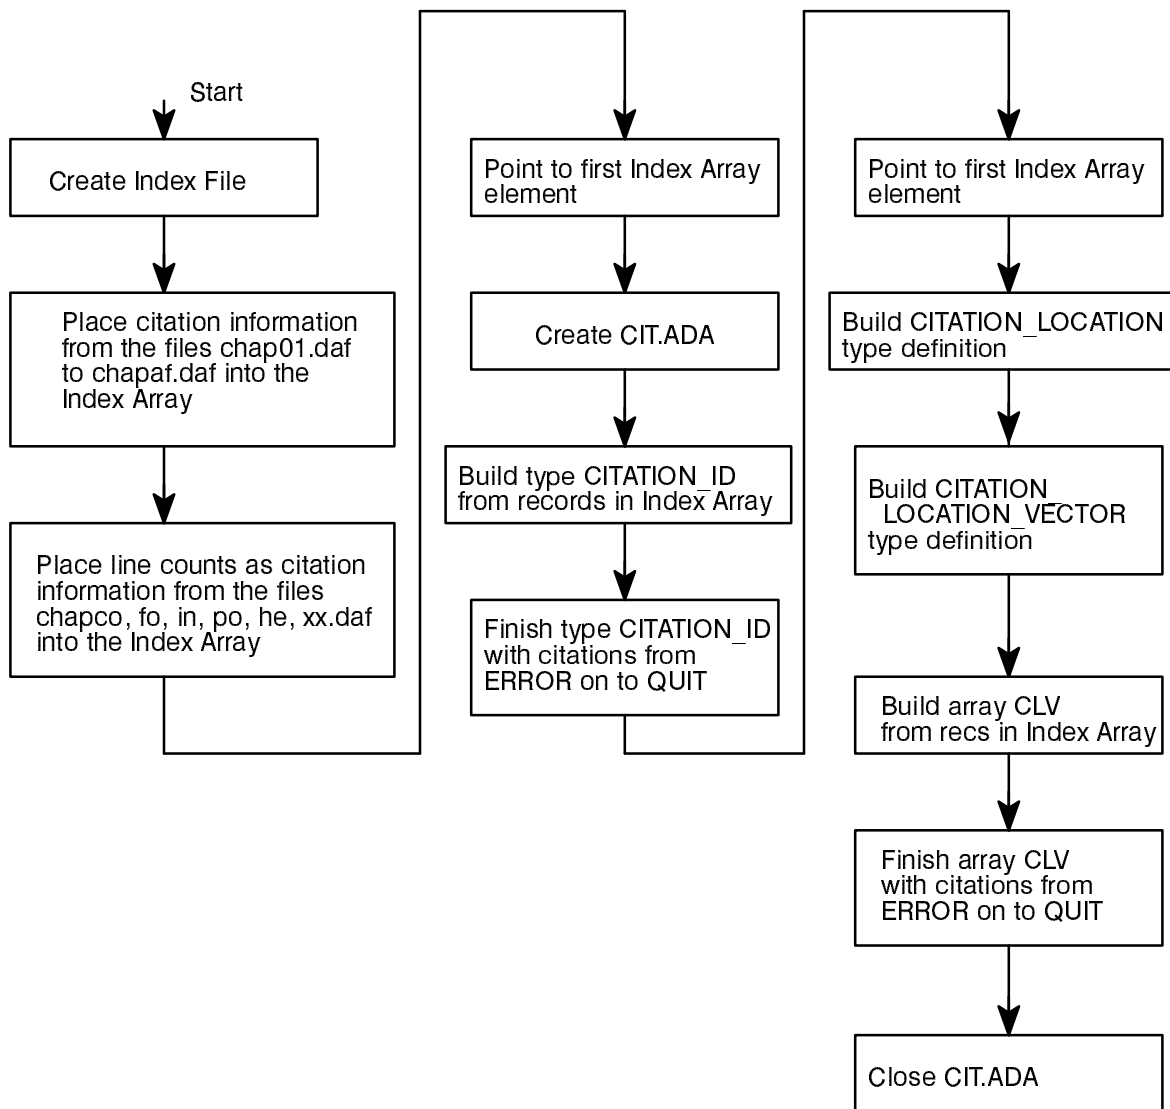 Start
Create Index File
Place citation information
from the files chap01.daf
to chapaf.daf into the
Index Array
Place line counts as citation
information from the files
chapco, fo, in, po, he, xx.daf
into the Index Array
Point to first Index Array
element
Create CIT.ADA
Build type CITATION_ID
from records in Index Array
Finish type CITATION_ID
with citations from
ERROR on to QUIT
Point to first Index Array
element
Build CITATION_LOCATION
type definition
Build CITATION_
LOCATION_VECTOR
type definition
Build array CLV
from recs in Index Array
Finish array CLV
with citations from
ERROR on to QUIT
Close CIT.ADA